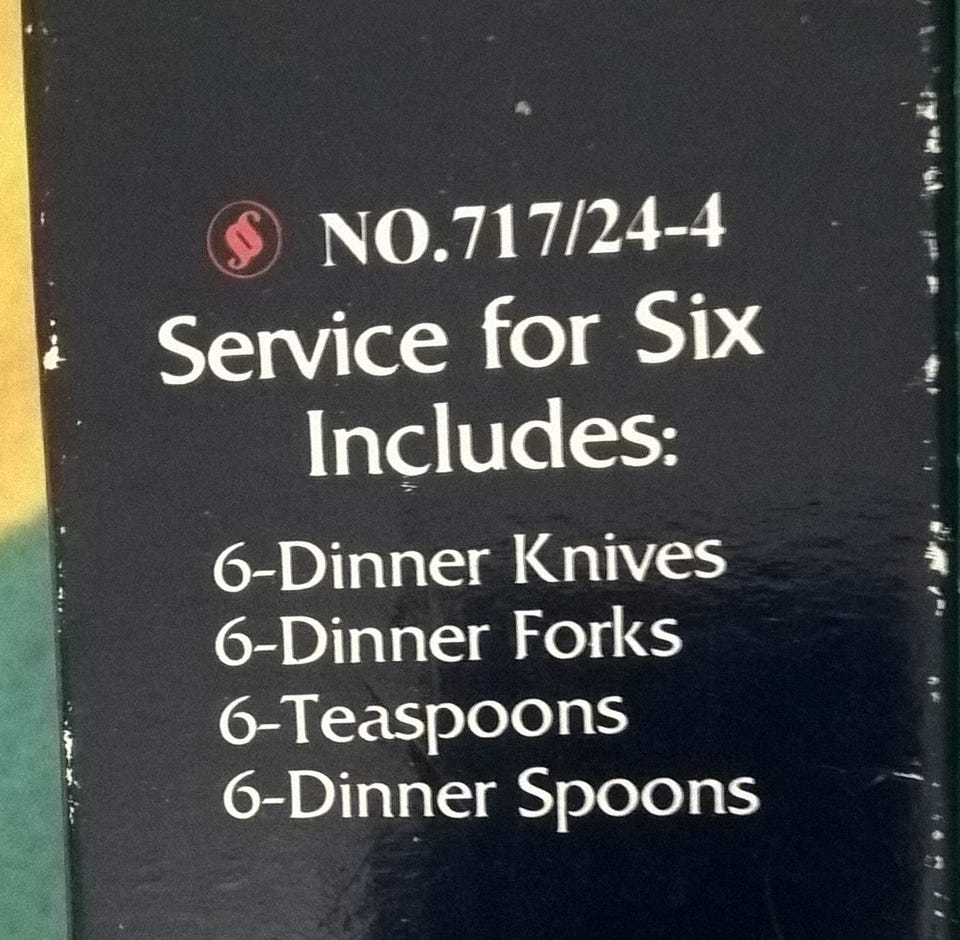 NO.717/24-4
Service for Six
Includes:
6-Dinner Knives
6-Dinner Forks
6-Teaspoons
6-Dinner Spoons